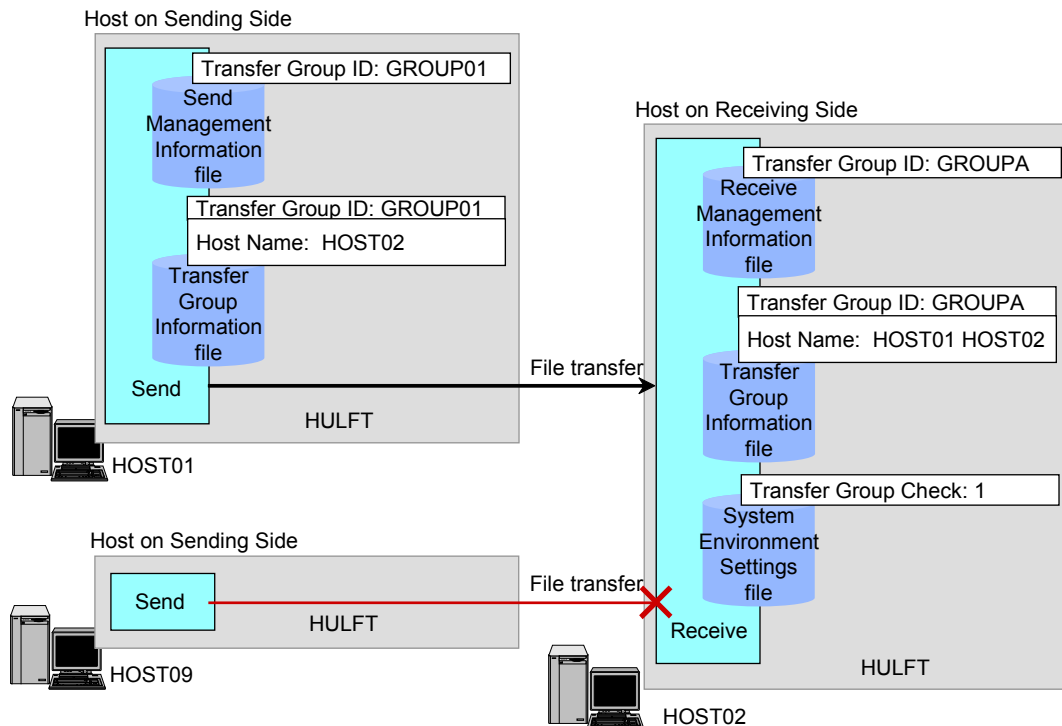 Host on Sending Side
Transfer Group ID: GROUP01
Send
Management
Information
file
Transfer Group ID: GROUP01
Host Name: HOST02
Transfer
Group
Information
file
Send
HULFT
HOST01
File transfer
Host on Sending Side
Send
HULFT
HOST09
File transfer
Host on Receiving Side
Transfer Group ID: GROUPA
Receive
Management
Information
file
Transfer Group ID: GROUPA
Host Name: HOST01 HOST02
Transfer
Group
Information
file
Transfer Group Check: 1
System
Environment
Settings
file
Receive
HULFT
HOST02